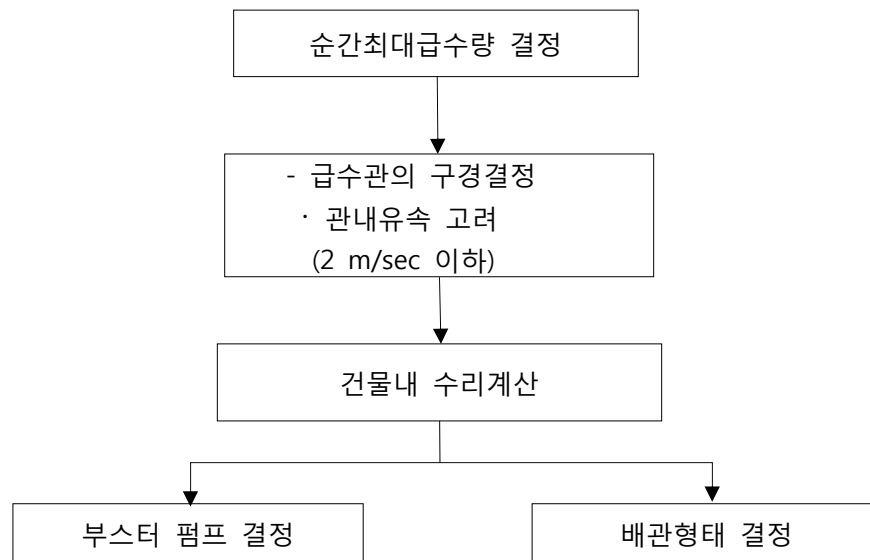 순간최대급수량 결정
- 급수관의 구경결정
· 관내유속 고려
(2 m/sec 이하)
건물내 수리계산
부스터 펌프 결정
배관형태 결정